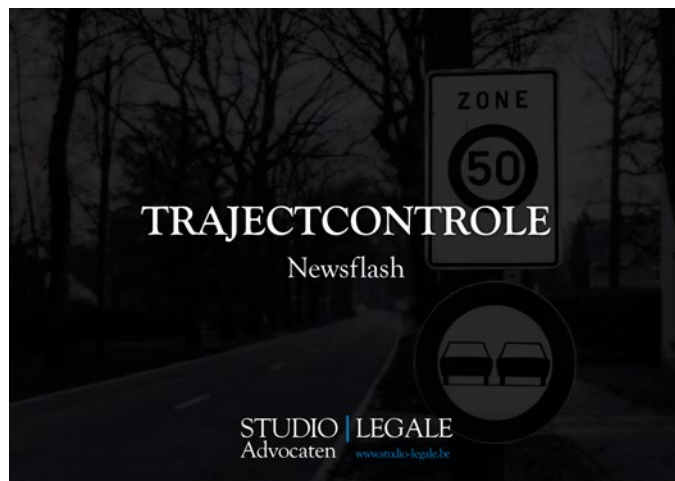 ZONE
50
TRAJECTCONTROLE
Newsflash
STUDIO | LEGALE
Advocaten www.studio-legale.be